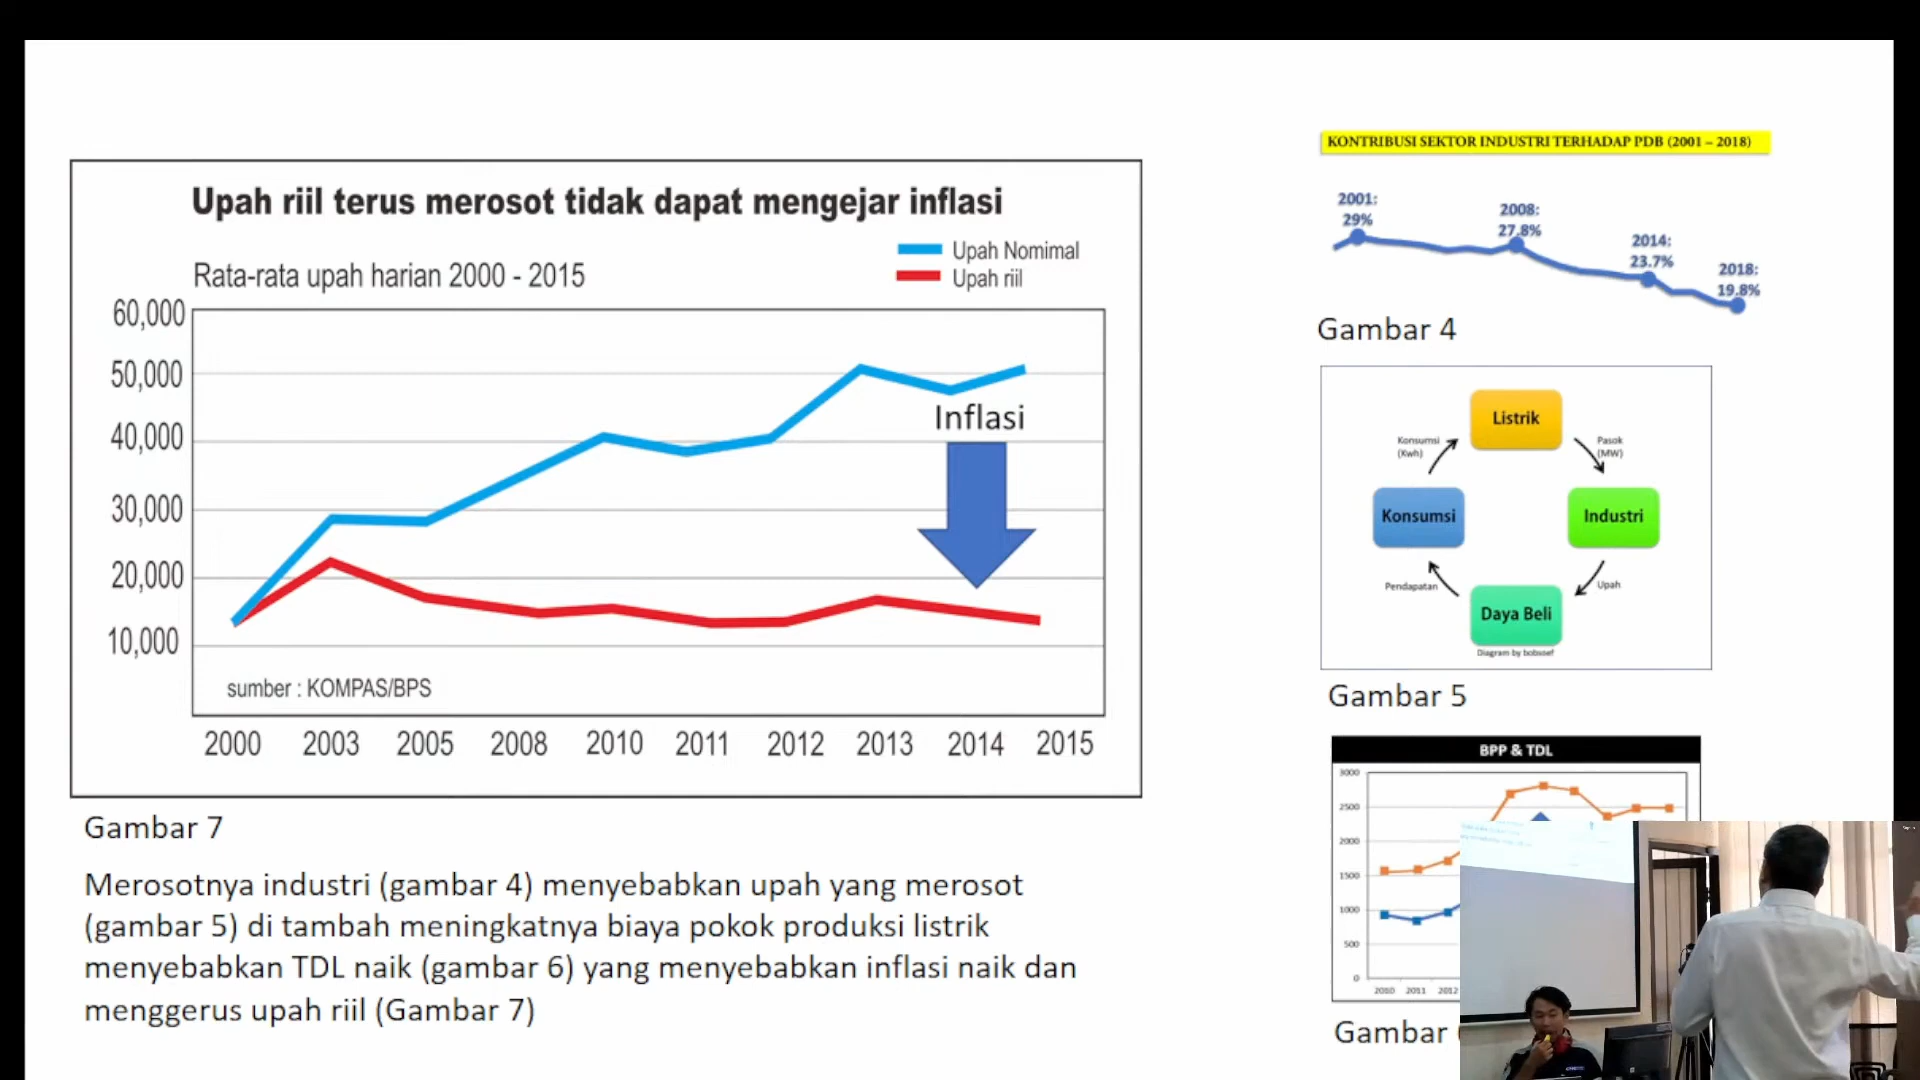 Upah riil terus merosot tidak dapat mengejar inflasi
Rata-rata upah harian 2000 - 2015
Upah Nomimal
Upah riil
60,000
50,000
40,000
30,000
20,000
10,000
Inflasi
sumber : KOMPAS/BPS
2000 2003 2005 2008 2010 2011 2012 2013 2014 2015
Gambar 7
Merosotnya industri (gambar 4) menyebabkan upah yang merosot
(gambar 5) di tambah meningkatnya biaya pokok produksi listrik
menyebabkan TDL naik (gambar 6) yang menyebabkan inflasi naik dan
menggerus upah riil (Gambar 7)
KONTRIBUSI SEKTOR INDUSTRI TERHADAP PDB (2001 – 2018)
2001:
29%
2008:
27.8%
2014:
23.7%
2018:
19.8%
Gambar 4
Listrik
Konsumsi
(Kwh)
Pasok
(MW)
Konsumsi
Industri
Pendapatan
Upah
Daya Beli
Diagram by bobsoef
Gambar 5
BPP & TDL
3000
2500
2000
1500
1000
500
0
2010 2011 2012
Gambar